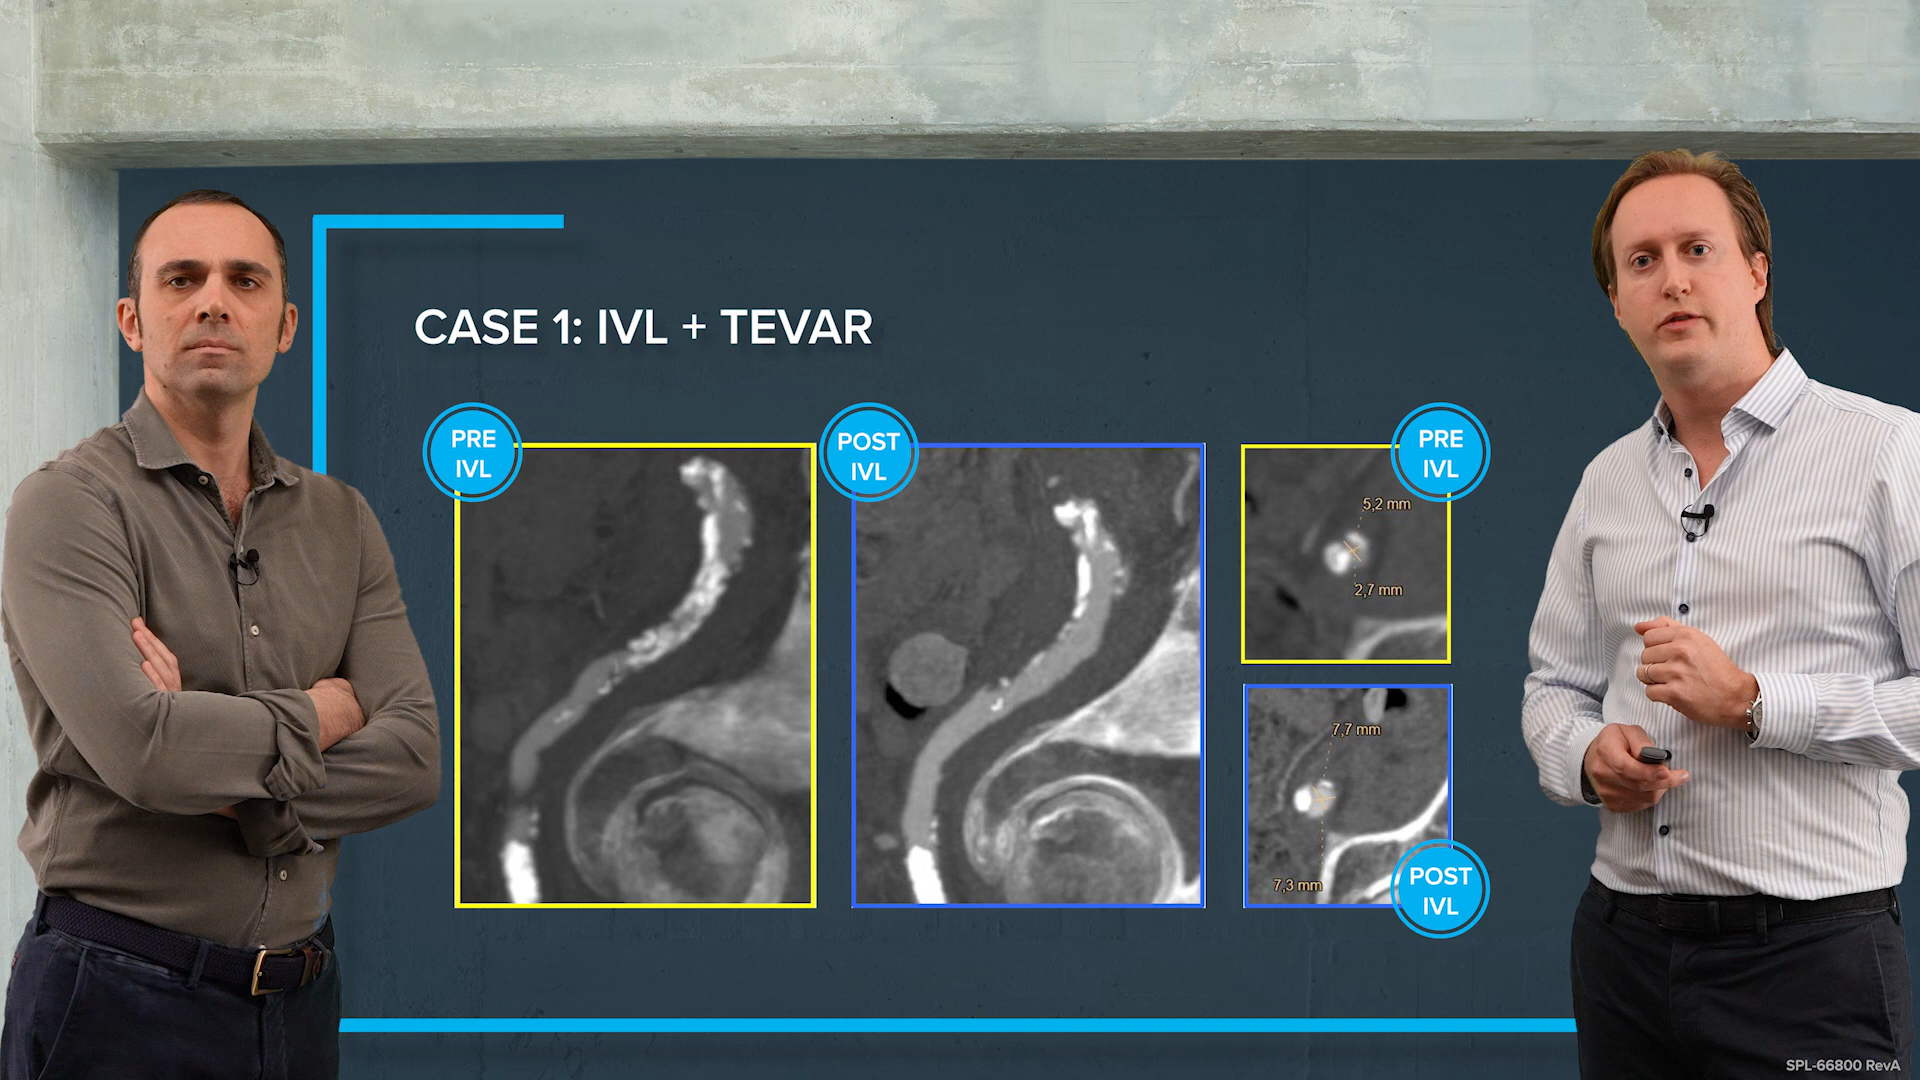 CASE 1: IVL + TEVAR
PRE
IVL
POST
IVL
PRE
IVL
5,2 mm
2,7 mm
7,7 mm
7,3 mm
POST
IVL
SPL-66800 RevA